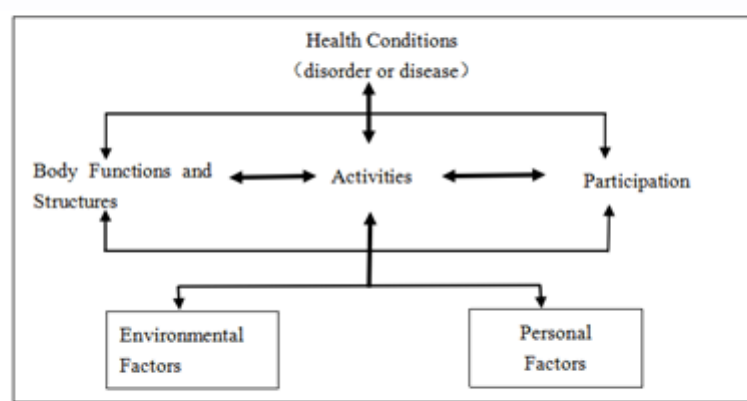 Health Conditions
（disorder or disease）
Body Functions and
Structures
Activities
Participation
Environmental
Factors
Personal
Factors